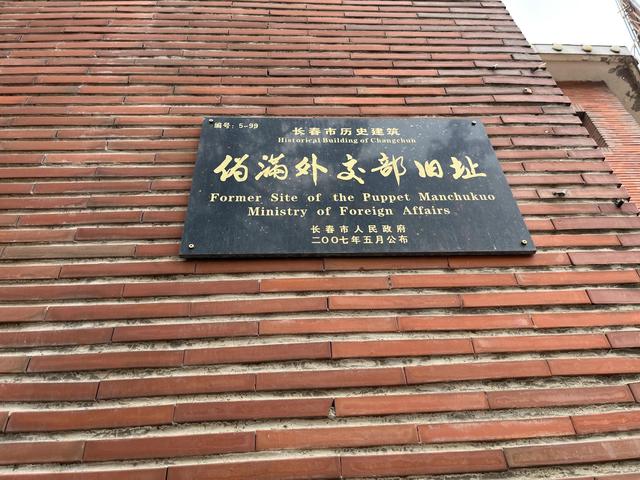 编号：5-99
长春市历史建筑
Historical Building of Changchun
伪满外交部旧址
Former Site of the Puppet Manchukuo
Ministry of Foreign Affairs
长春市人民政府
二〇〇七年五月公布